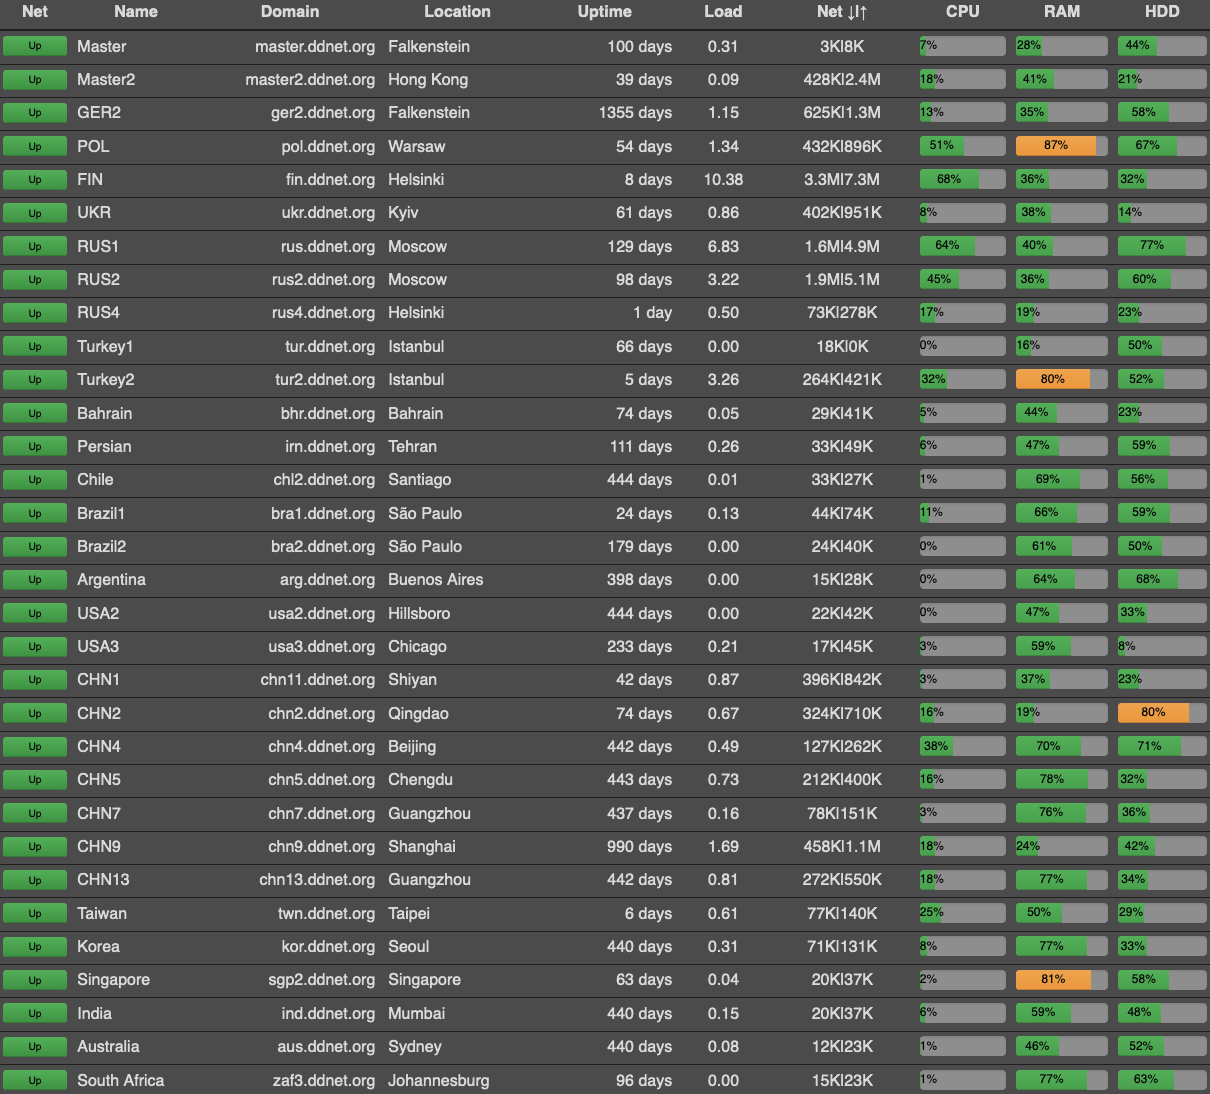 Net Name Domain Location Uptime Load Net ↓|↑ CPU RAM HDD
Up Master master.ddnet.org Falkenstein 100 days 0.31 3K|8K 7% 28% 44%
Up Master2 master2.ddnet.org Hong Kong 39 days 0.09 428K|2.4M 18% 41% 21%
Up GER2 ger2.ddnet.org Falkenstein 1355 days 1.15 625K|1.3M 13% 35% 58%
Up POL pol.ddnet.org Warsaw 54 days 1.34 432K|896K 51% 87% 67%
Up FIN fin.ddnet.org Helsinki 8 days 10.38 3.3M|7.3M 68% 36% 32%
Up UKR ukr.ddnet.org Kyiv 61 days 0.86 402K|951K 8% 38% 14%
Up RUS1 rus.ddnet.org Moscow 129 days 6.83 1.6M|4.9M 64% 40% 77%
Up RUS2 rus2.ddnet.org Moscow 98 days 3.22 1.9M|5.1M 45% 36% 60%
Up RUS4 rus4.ddnet.org Helsinki 1 day 0.50 73K|278K 17% 19% 23%
Up Turkey1 tur.ddnet.org Istanbul 66 days 0.00 18K|0K 0% 16% 50%
Up Turkey2 tur2.ddnet.org Istanbul 5 days 3.26 264K|421K 32% 80% 52%
Up Bahrain bhr.ddnet.org Bahrain 74 days 0.05 29K|41K 5% 44% 23%
Up Persian irn.ddnet.org Tehran 111 days 0.26 33K|49K 6% 47% 59%
Up Chile chl2.ddnet.org Santiago 444 days 0.01 33K|27K 1% 69% 56%
Up Brazil1 bra1.ddnet.org São Paulo 24 days 0.13 44K|74K 11% 66% 59%
Up Brazil2 bra2.ddnet.org São Paulo 179 days 0.00 24K|40K 0% 61% 50%
Up Argentina arg.ddnet.org Buenos Aires 398 days 0.00 15K|28K 0% 64% 68%
Up USA2 usa2.ddnet.org Hillsboro 444 days 0.00 22K|42K 0% 47% 33%
Up USA3 usa3.ddnet.org Chicago 233 days 0.21 17K|45K 3% 59% 8%
Up CHN1 chn11.ddnet.org Shiyan 42 days 0.87 396K|842K 3% 37% 23%
Up CHN2 chn2.ddnet.org Qingdao 74 days 0.67 324K|710K 16% 19% 80%
Up CHN4 chn4.ddnet.org Beijing 442 days 0.49 127K|262K 38% 70% 71%
Up CHN5 chn5.ddnet.org Chengdu 443 days 0.73 212K|400K 16% 78% 32%
Up CHN7 chn7.ddnet.org Guangzhou 437 days 0.16 78K|151K 3% 76% 36%
Up CHN9 chn9.ddnet.org Shanghai 990 days 1.69 458K|1.1M 18% 24% 42%
Up CHN13 chn13.ddnet.org Guangzhou 442 days 0.81 272K|550K 18% 77% 34%
Up Taiwan twn.ddnet.org Taipei 6 days 0.61 77K|140K 25% 50% 29%
Up Korea kor.ddnet.org Seoul 440 days 0.31 71K|131K 8% 77% 33%
Up Singapore sgp2.ddnet.org Singapore 63 days 0.04 20K|37K 2% 81% 58%
Up India ind.ddnet.org Mumbai 440 days 0.15 20K|37K 6% 59% 48%
Up Australia aus.ddnet.org Sydney 440 days 0.08 12K|23K 1% 46% 52%
Up South Africa zaf3.ddnet.org Johannesburg 96 days 0.00 15K|23K 1% 77% 63%